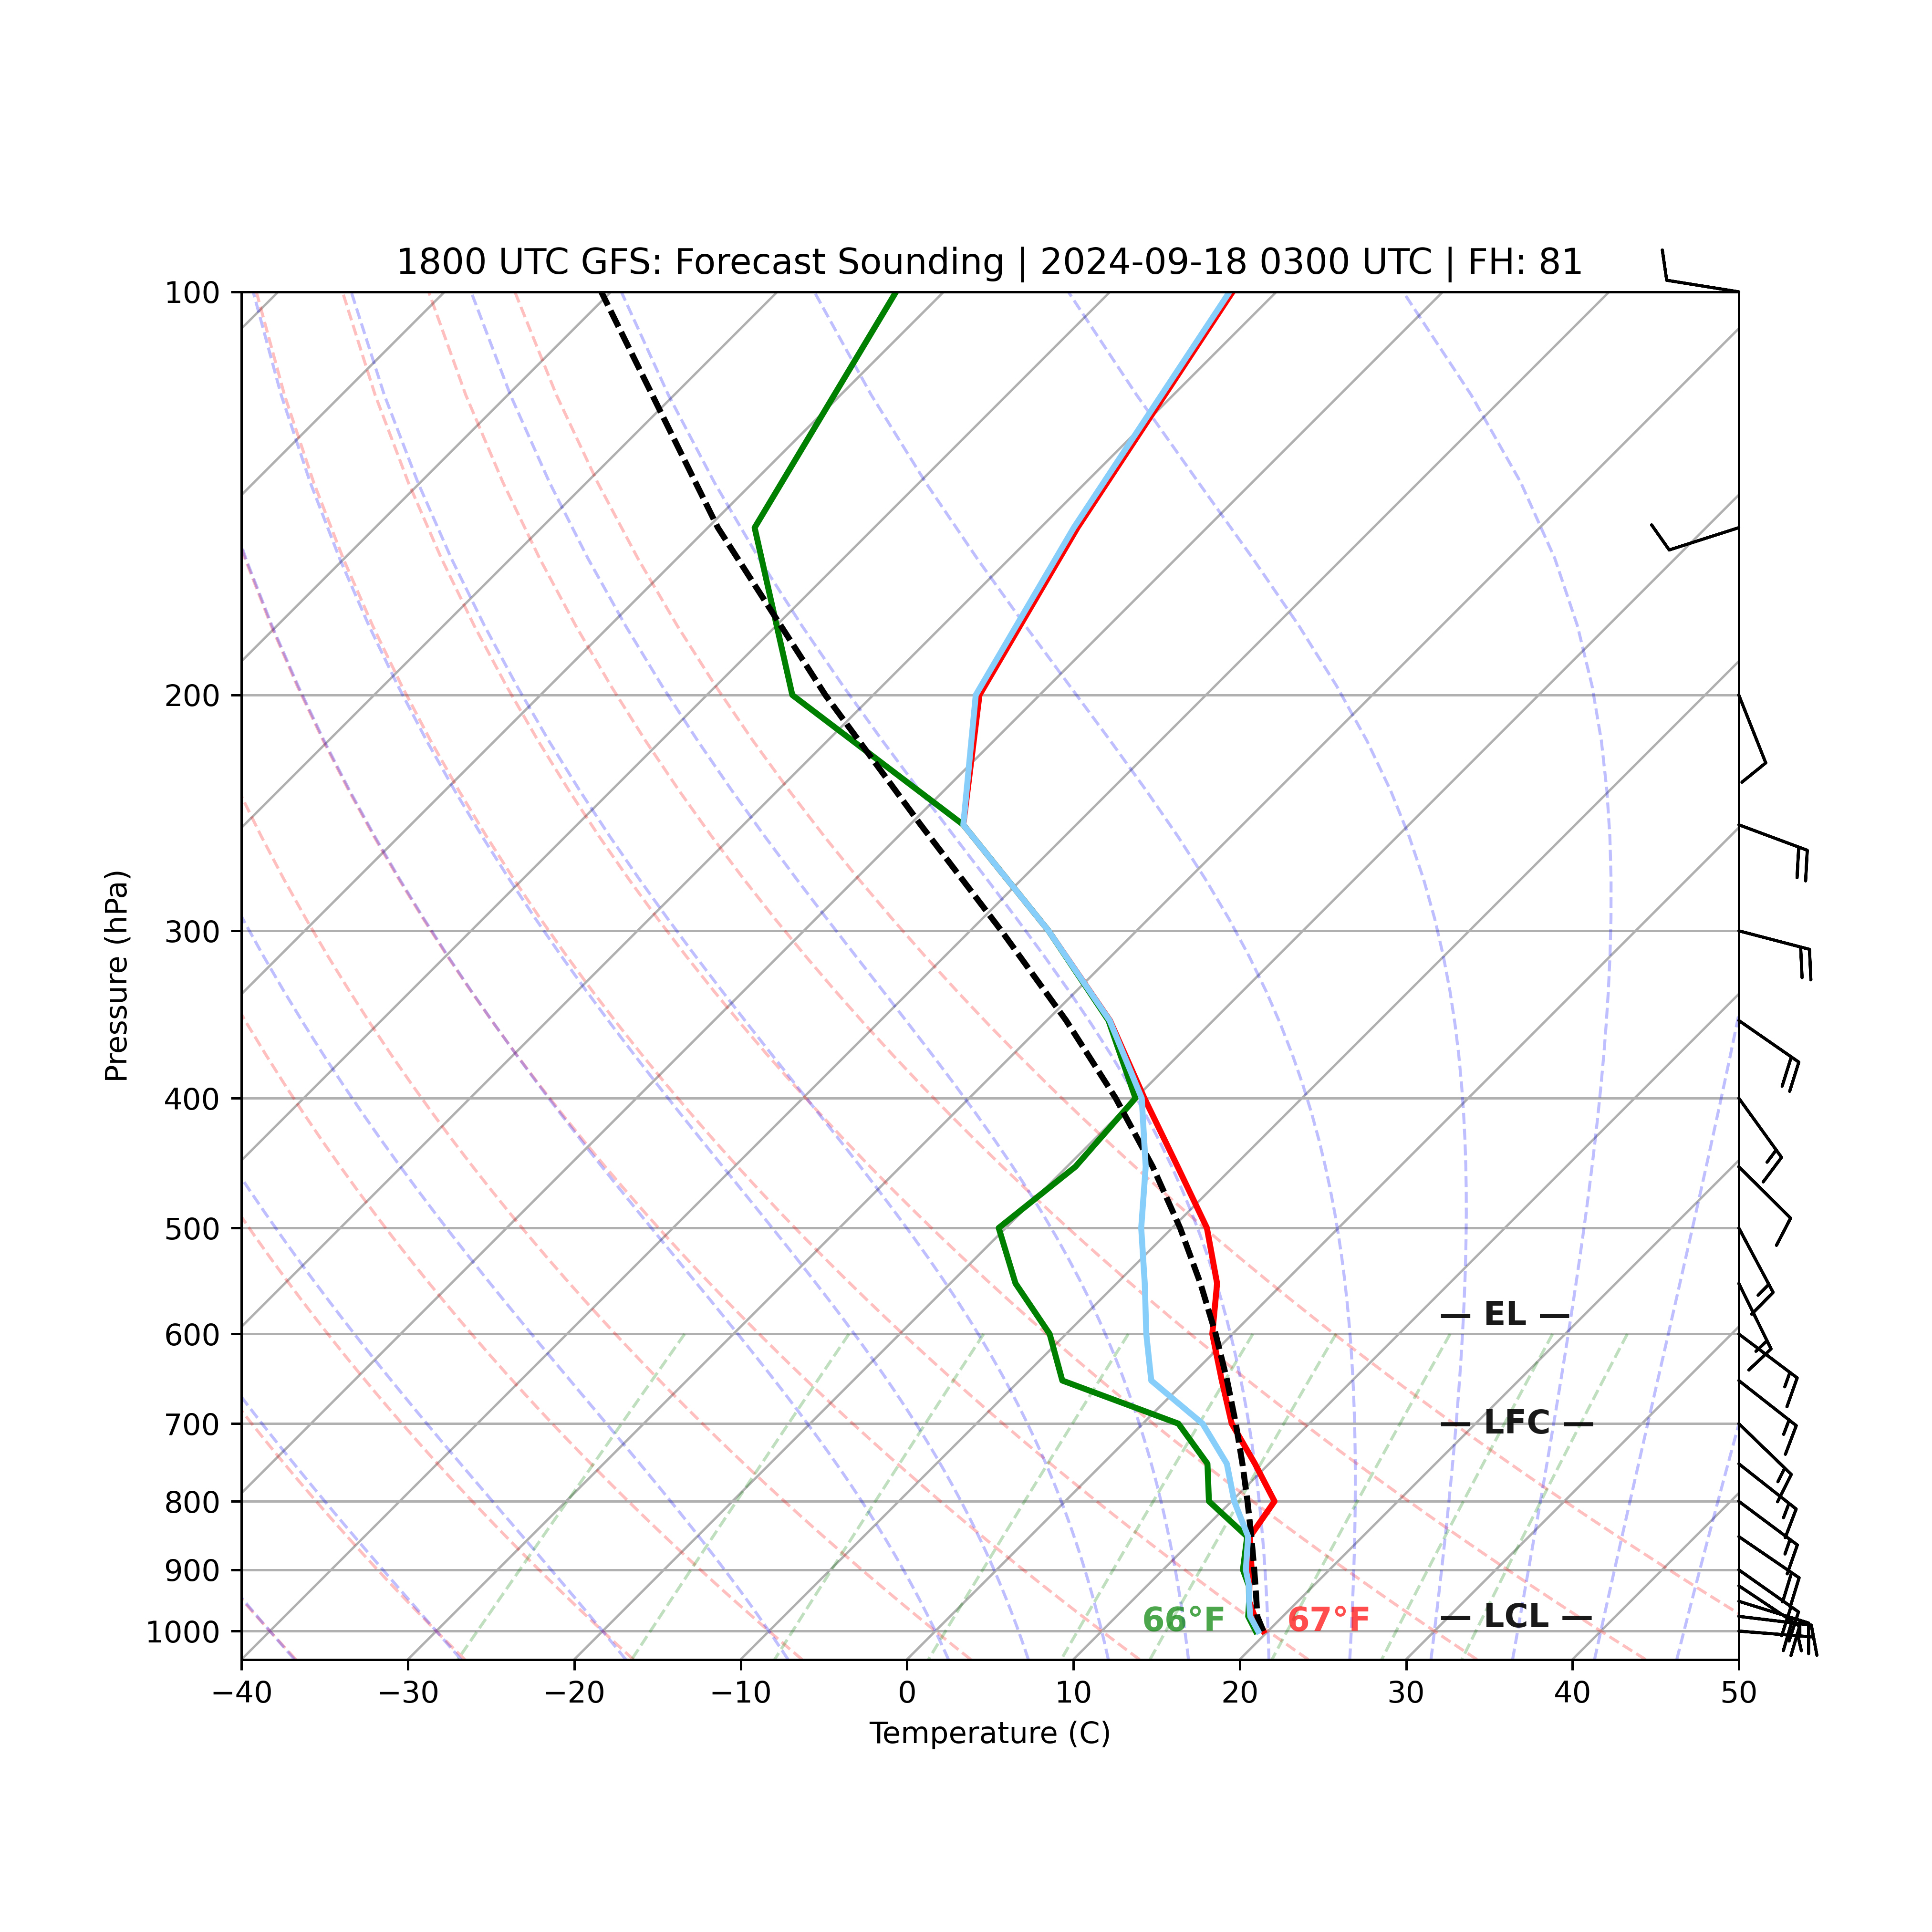 1800 UTC GFS: Forecast Sounding | 2024-09-18 0300 UTC | FH: 81
100
200
300
400
500
600
700
800
900
1000
Pressure (hPa)
— EL —
— LFC —
— LCL —
66°F
67°F
−40
−30
−20
−10
0
10
20
30
40
50
Temperature (C)